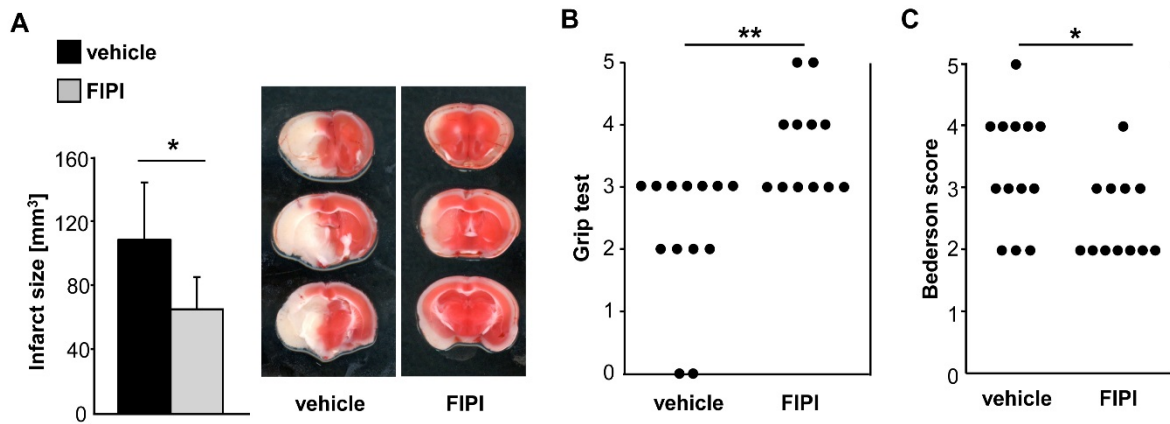 A
vehicle
FIPI
*
Infarct size [mm³]
160
120
80
40
0
vehicle
FIPI
B
**
Grip test
5
4
3
2
1
0
vehicle
FIPI
C
*
Bederson score
5
4
3
2
1
0
vehicle
FIPI